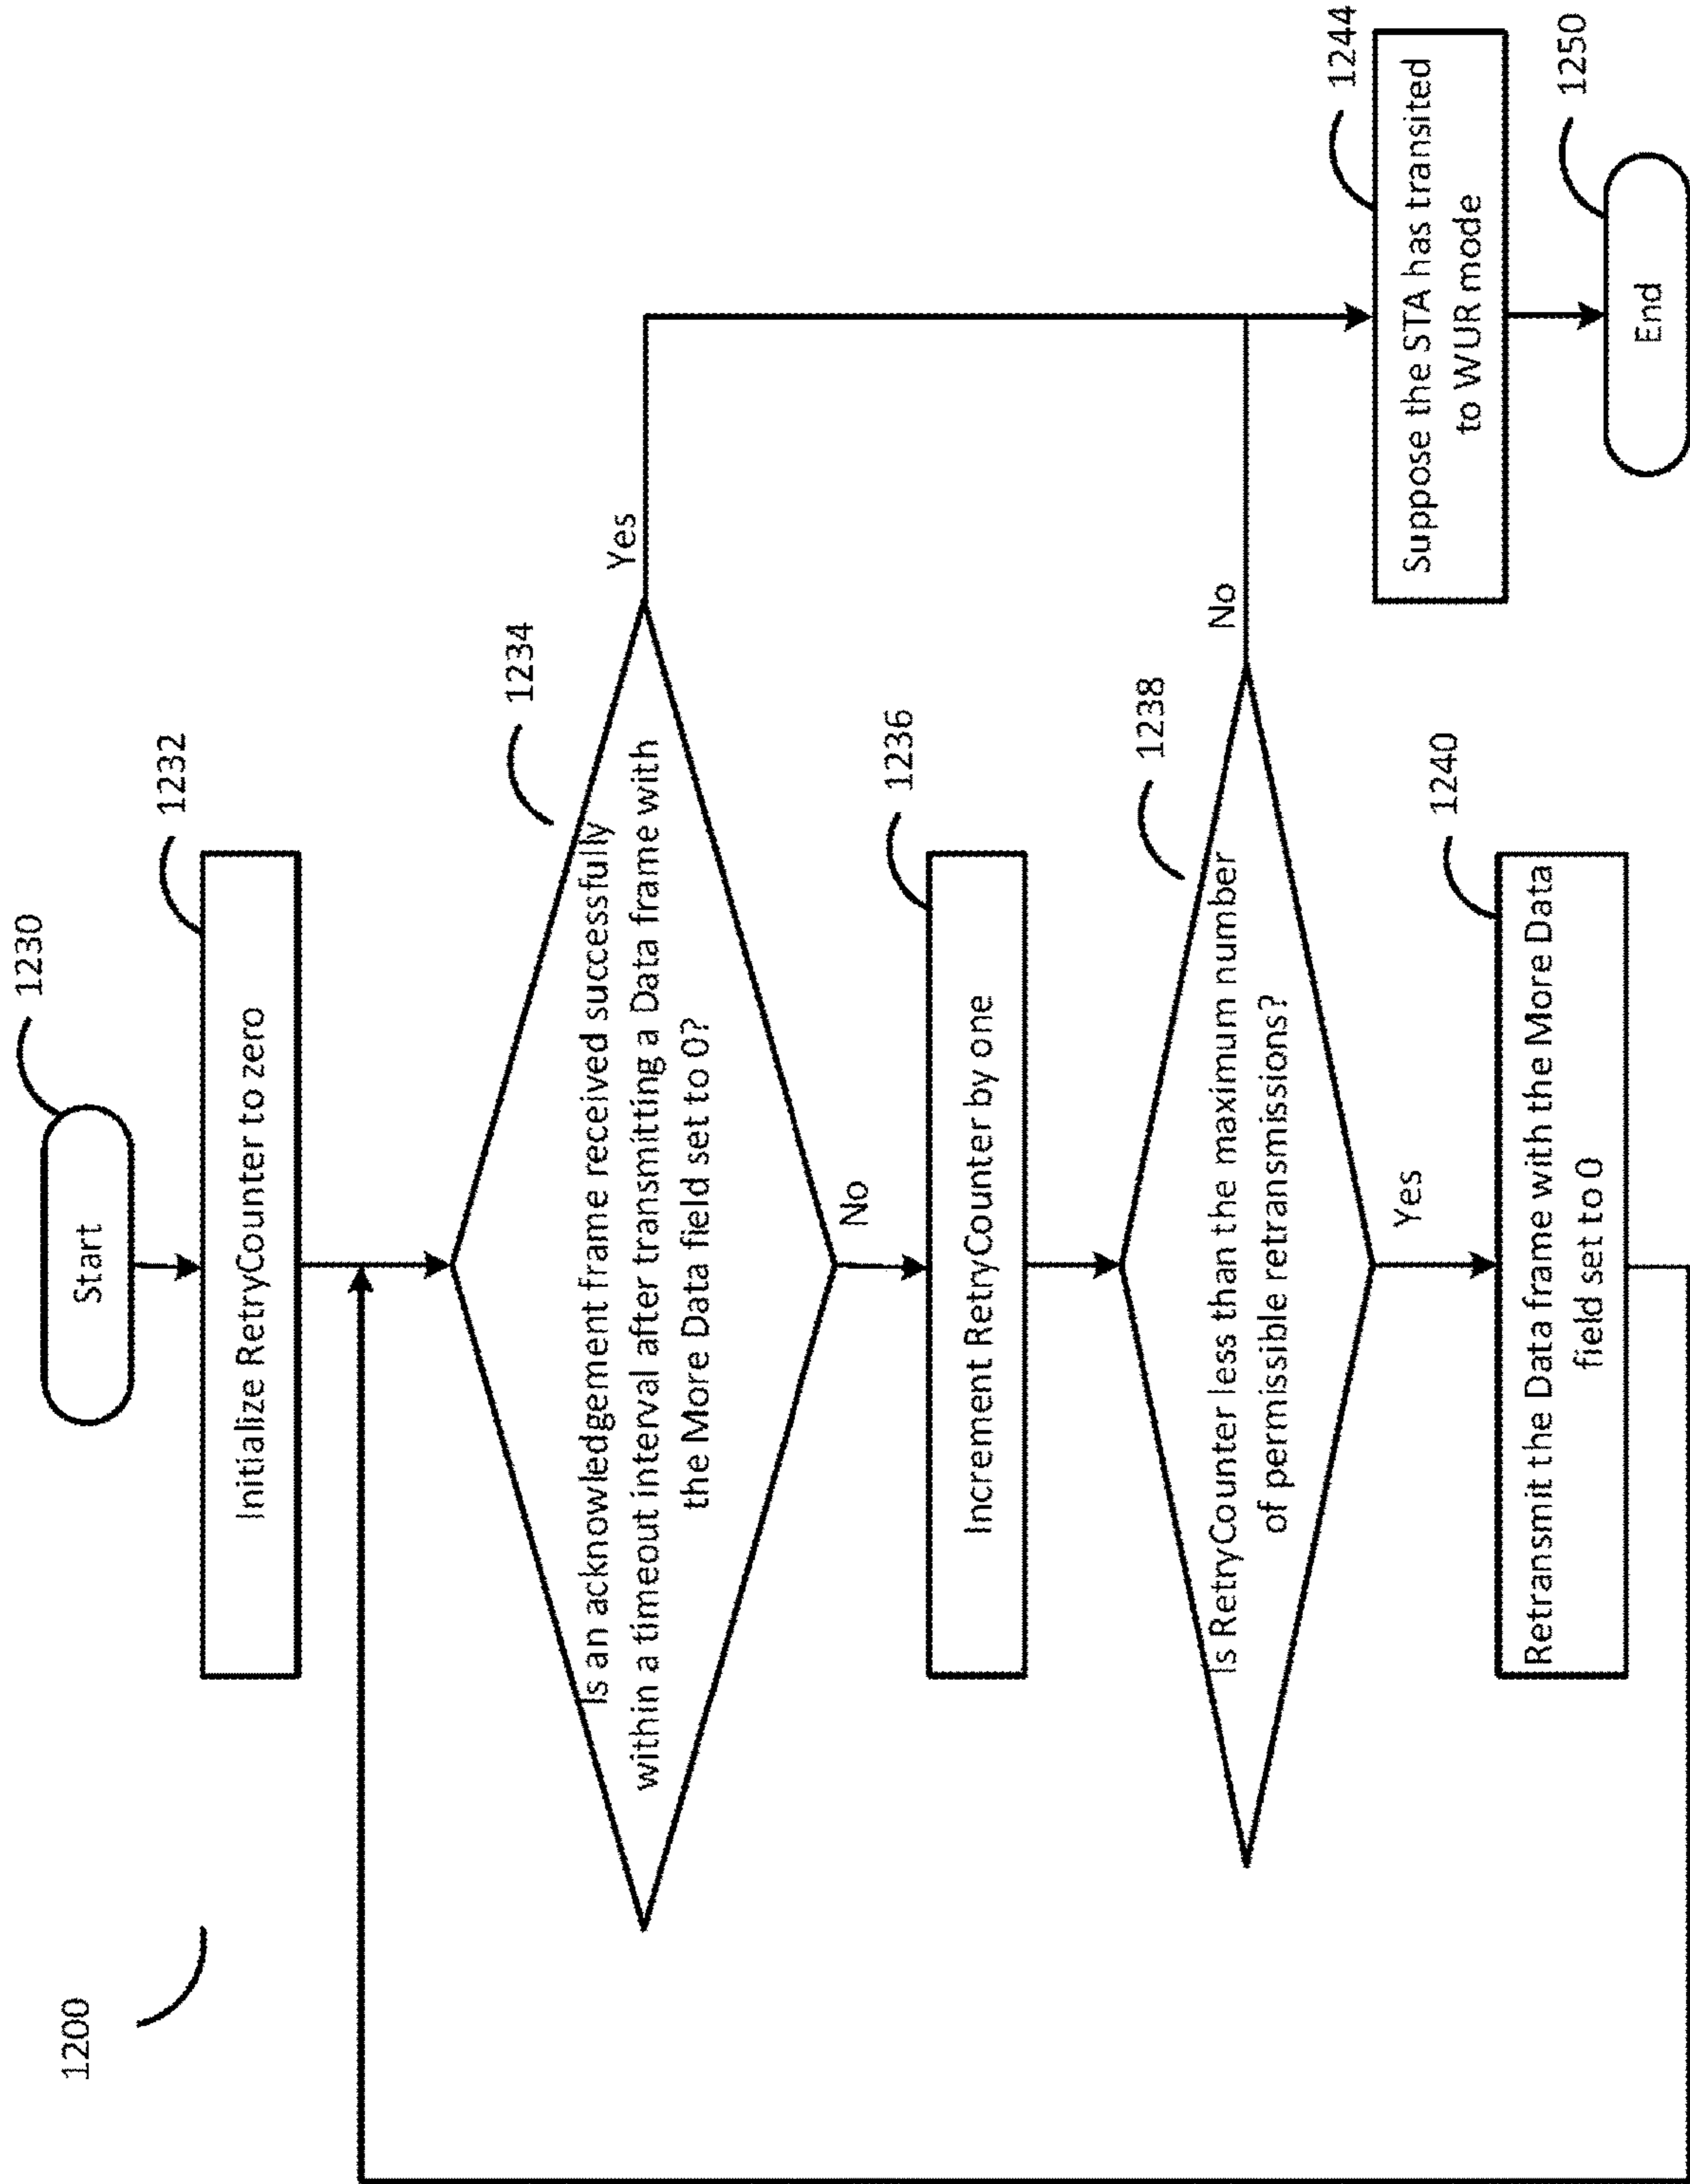 1200
1230
Start
1232
Initialize RetryCounter to zero
1234
Is an acknowledgement frame received successfully
within a timeout interval after transmitting a Data frame with
the More Data field set to 0?
Yes
No
1236
Increment RetryCounter by one
1238
Is RetryCounter less than the maximum number
of permissible retransmissions?
No
Yes
1240
Retransmit the Data frame with the More Data
field set to 0
1244
Suppose the STA has transited
to WUR mode
1250
End